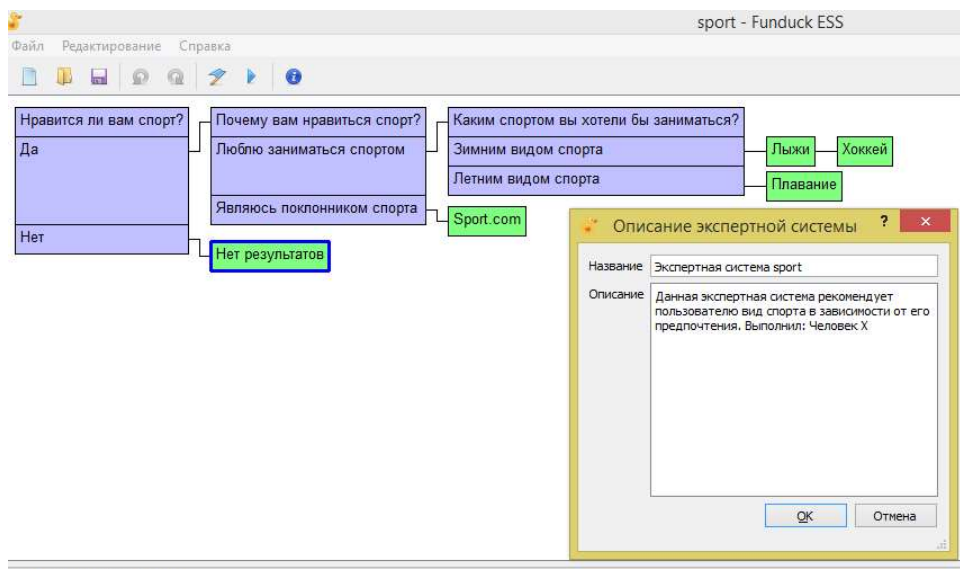 sport - Funduck ESS
Файл Редактирование Справка
Нравится ли вам спорт?
Да
Нет
Почему вам нравиться спорт?
Люблю заниматься спортом
Являюсь поклонником спорта
Нет результатов
Каким спортом вы хотели бы заниматься?
Зимним видом спорта
Летним видом спорта
Sport.com
Лыжи
Хоккей
Плавание
Описание экспертной системы ? ×
Название Экспертная система sport
Описание Данная экспертная система рекомендует
пользователю вид спорта в зависимости от его
предпочтения. Выполнил: Человек X
OK Отмена